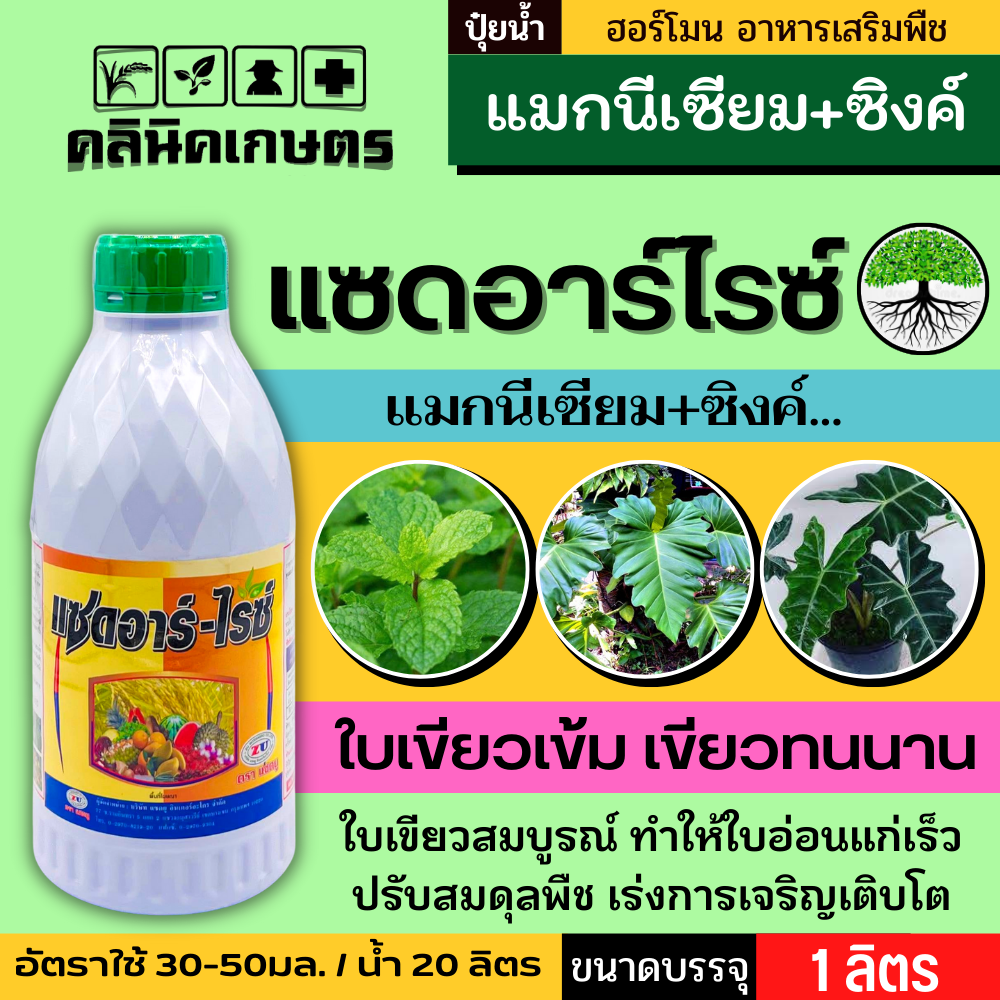 คลินิคเกษตร
ปุ๋ยน้ำ
ฮอร์โมน อาหารเสริมพืช
แมกนีเซียม+ซิงค์
แซดอาร์ไรซ์
แมกนีเซียม+ซิงค์...
แซดอาร์-ไรซ์
ZU
ใบเขียวเข้ม เขียวทนนาน
ใบเขียวสมบูรณ์ ทำให้ใบอ่อนแก่เร็ว
ปรับสมดุลพืช เร่งการเจริญเติบโต
อัตราใช้ 30-50มล. / น้ำ 20 ลิตร
ขนาดบรรจุ
1 ลิตร